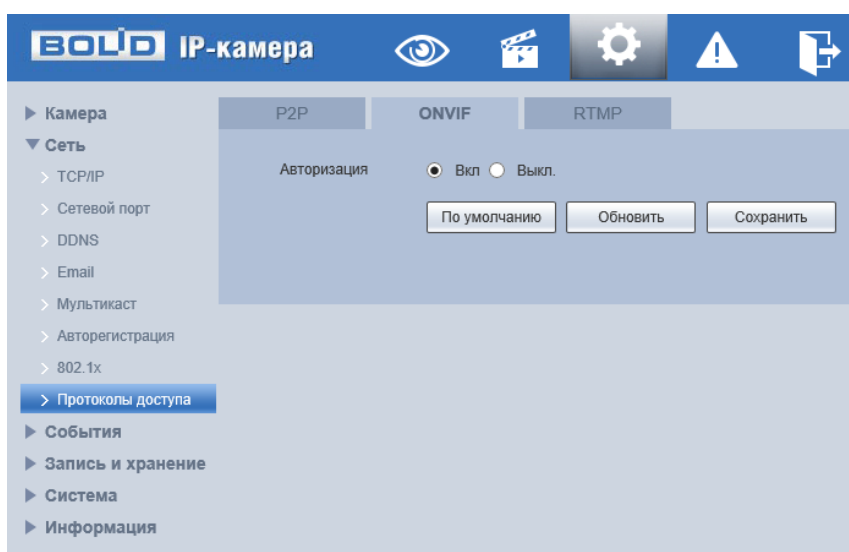 BOLID IP-камера
Камера
Сеть
TCP/IP
Сетевой порт
DDNS
Email
Мультикаст
Авторегистрация
802.1x
Протоколы доступа
События
Запись и хранение
Система
Информация
P2P ONVIF RTMP
Авторизация Вкл Выкл.
По умолчанию Обновить Сохранить